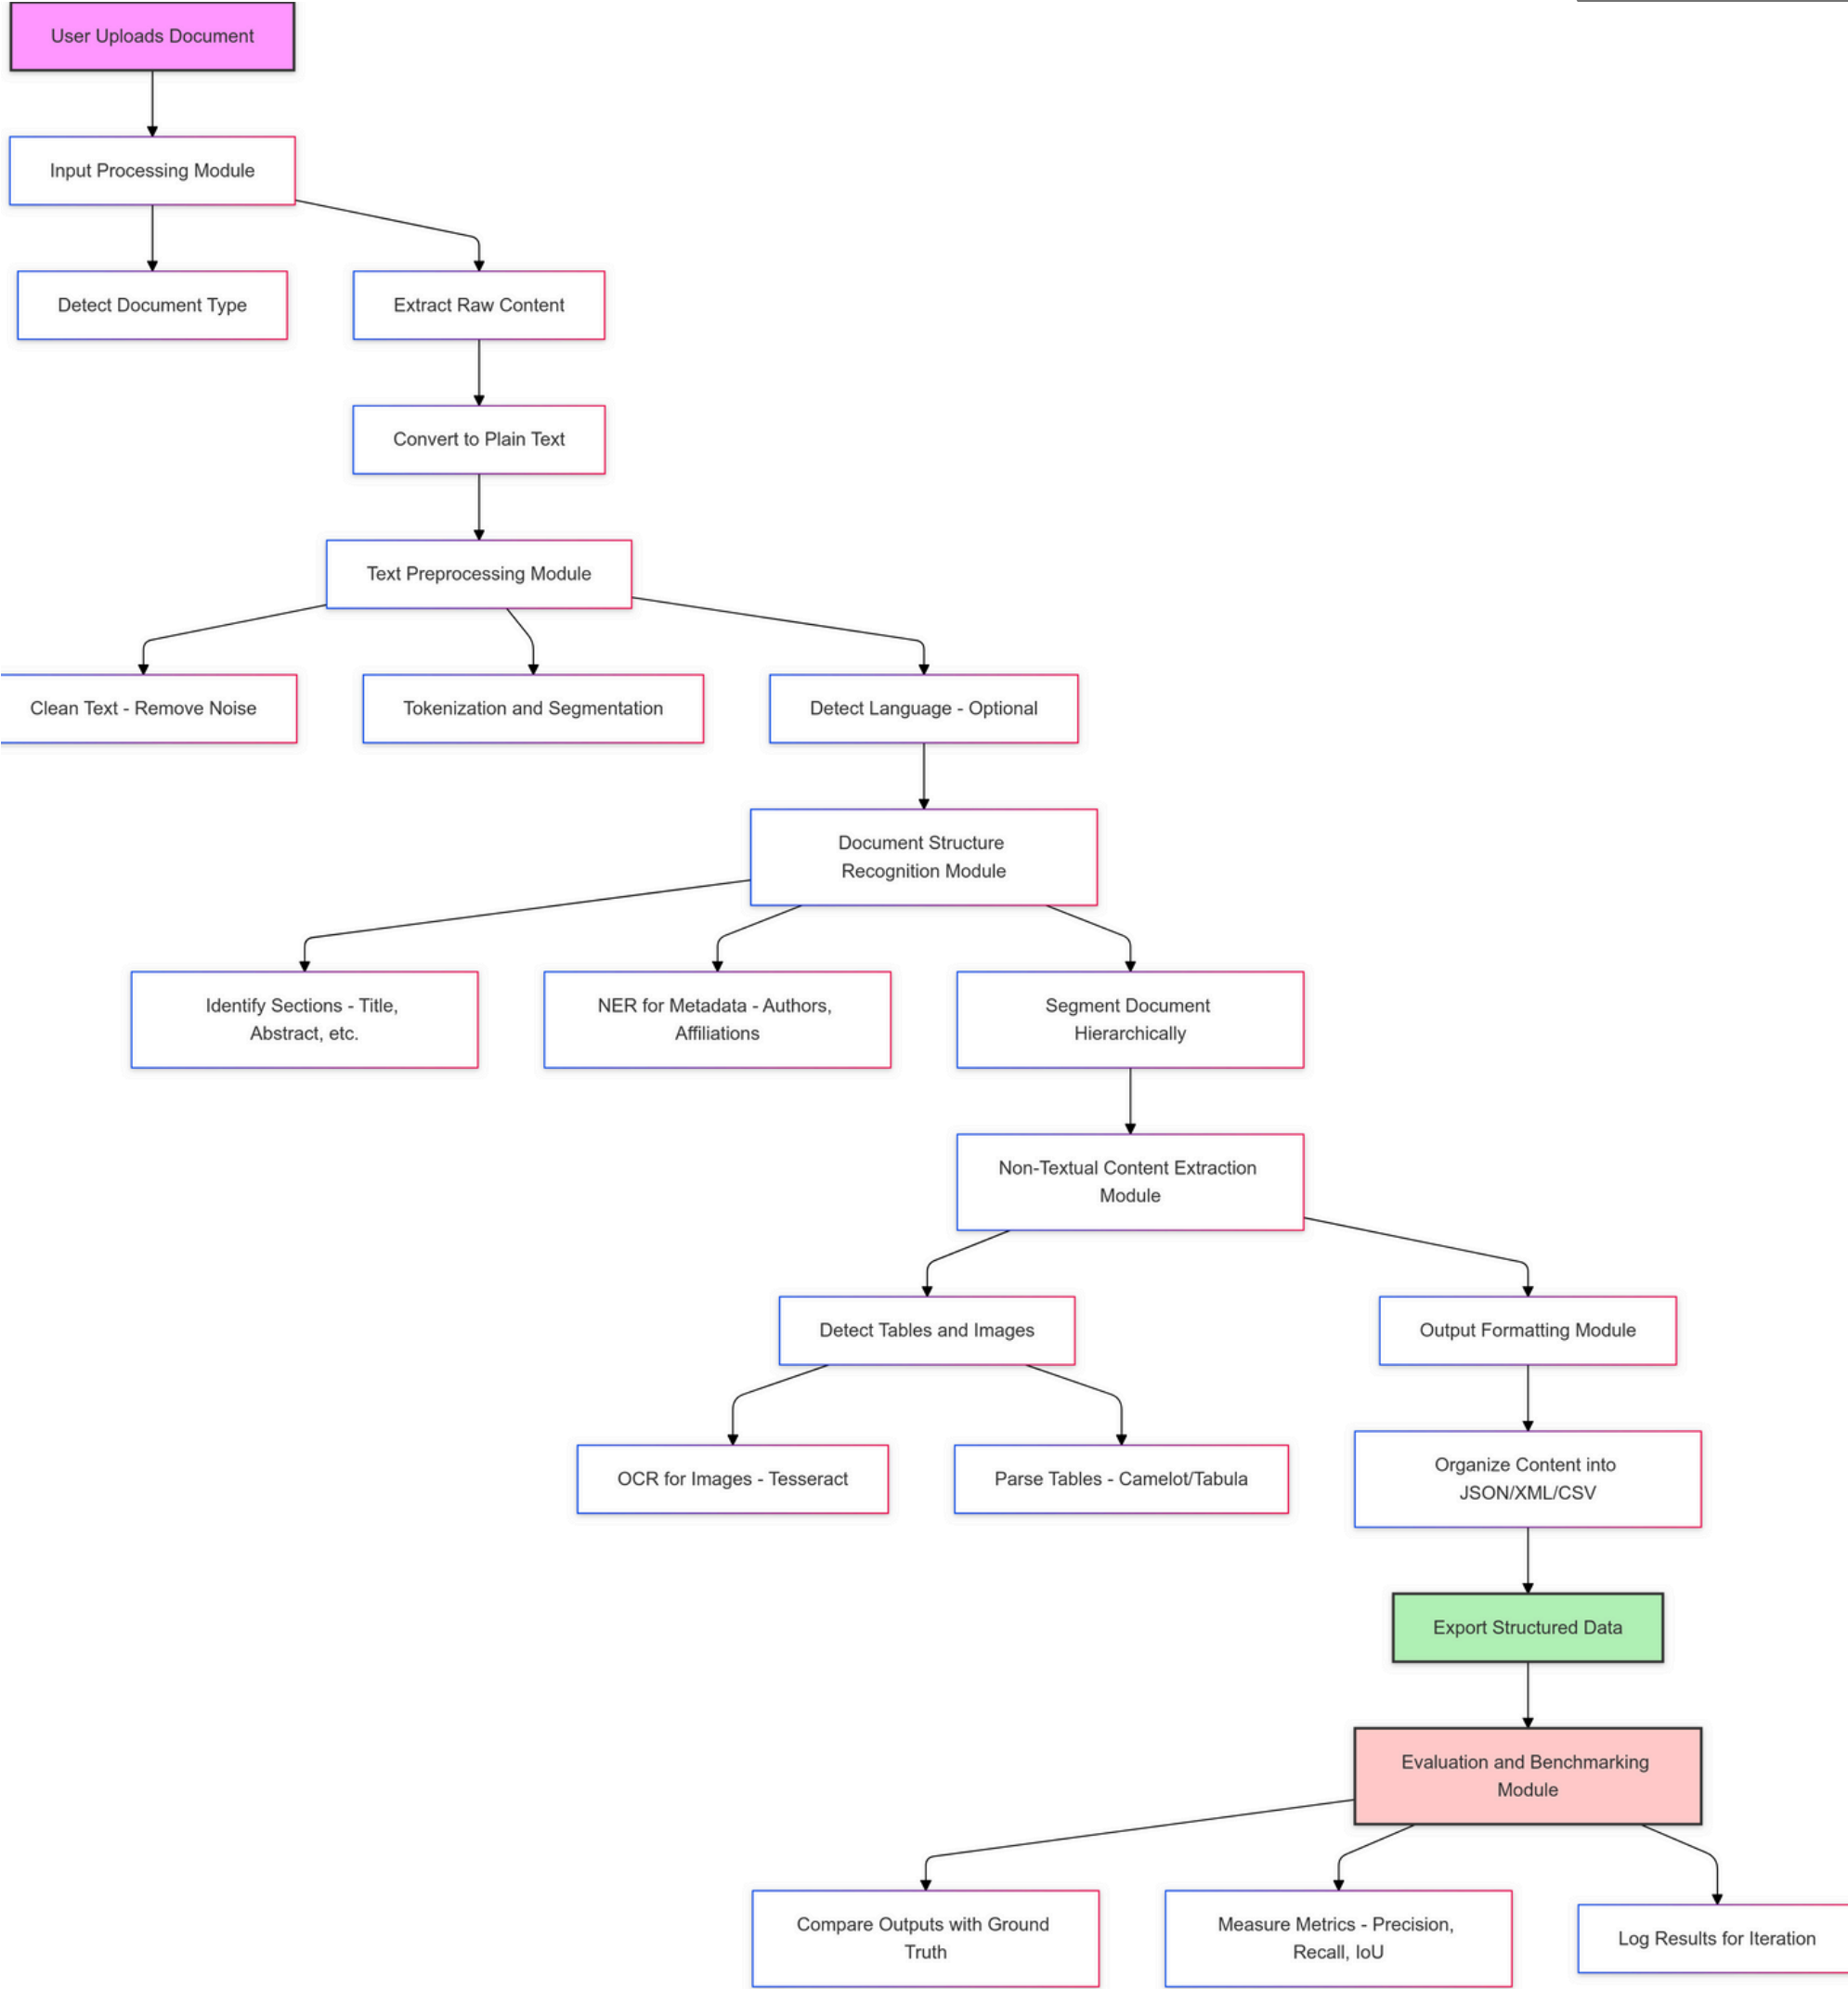 User Uploads Document
Input Processing Module
Detect Document Type
Extract Raw Content
Convert to Plain Text
Text Preprocessing Module
Clean Text - Remove Noise
Tokenization and Segmentation
Detect Language - Optional
Document Structure
Recognition Module
Identify Sections - Title,
Abstract, etc.
NER for Metadata - Authors,
Affiliations
Segment Document
Hierarchically
Non-Textual Content Extraction
Module
Detect Tables and Images
Output Formatting Module
OCR for Images - Tesseract
Parse Tables - Camelot/Tabula
Organize Content into
JSON/XML/CSV
Export Structured Data
Evaluation and Benchmarking
Module
Compare Outputs with Ground
Truth
Measure Metrics - Precision,
Recall, IoU
Log Results for Iteration